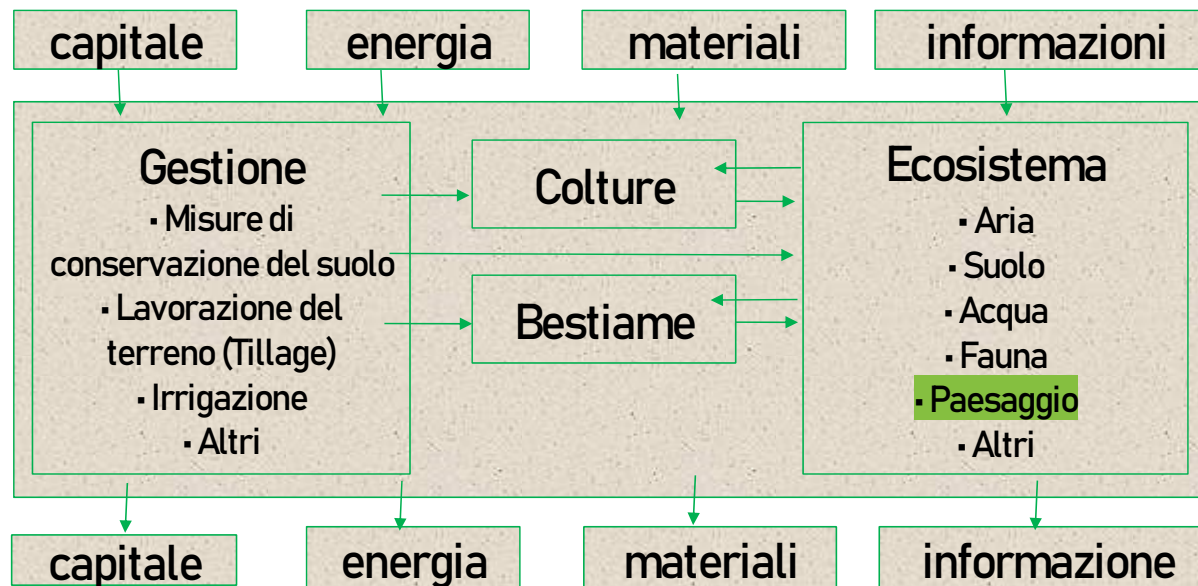 capitale
energia
materiali
informazioni
Gestione
▪ Misure di
conservazione del suolo
▪ Lavorazione del
terreno (Tillage)
▪ Irrigazione
▪ Altri
Colture
Bestiame
Ecosistema
▪ Aria
▪ Suolo
▪ Acqua
▪ Fauna
▪ Paesaggio
▪ Altri
capitale
energia
materiali
informazione